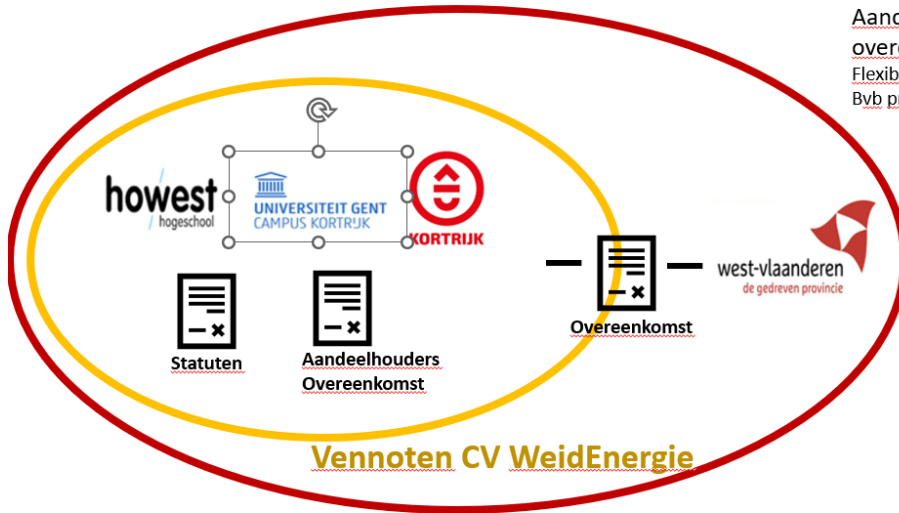 howest
hogeschool
UNIVERSITEIT GENT
CAMPUS KORTRIJK
KORTRIJK
west-vlaanderen
de gedreven provincie
Statuten
Aandeelhouders
Overeenkomst
Overeenkomst
Vennoten CV WeidEnergie
Bvb